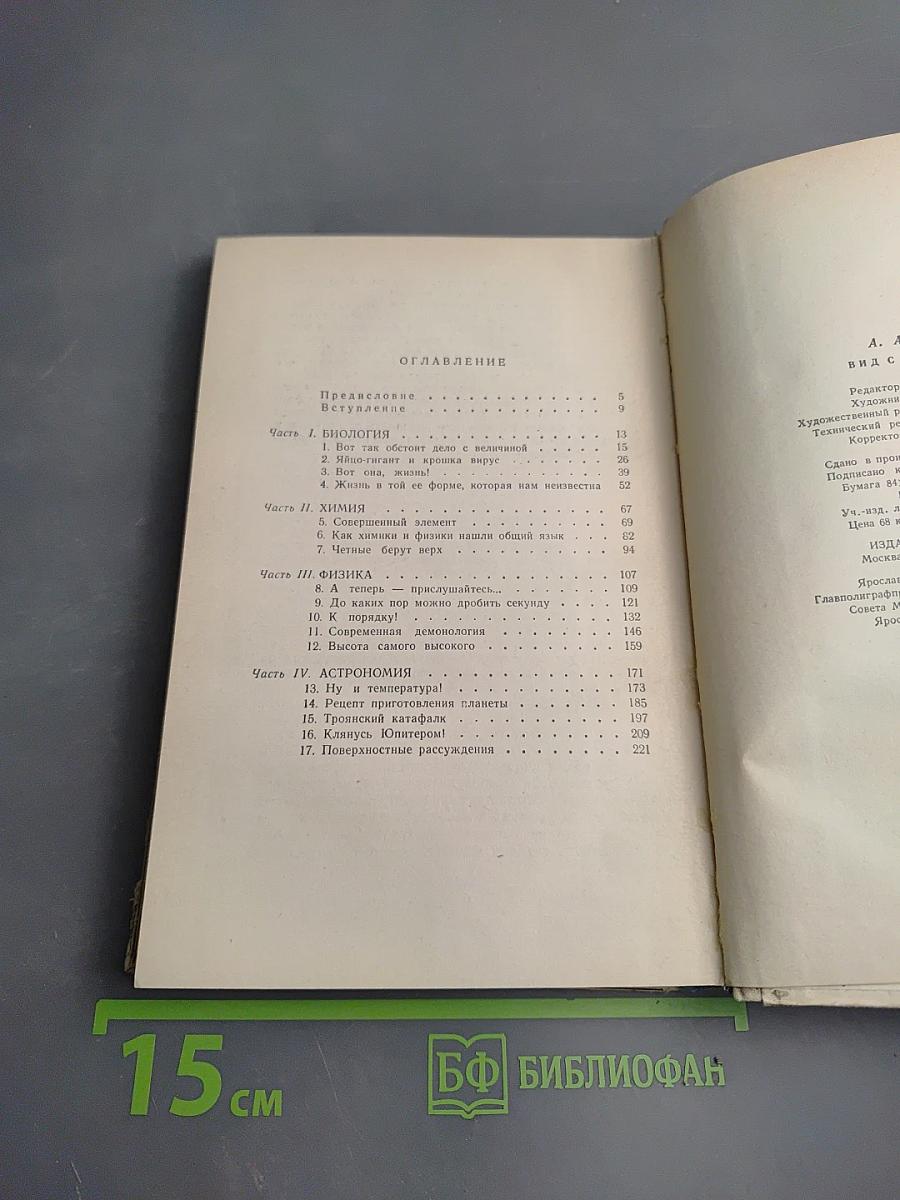 ОГЛАВЛЕНИЕ
Предисловие . . . . . . . . . . . . . 5
Вступление . . . . . . . . . . . . . 9
Часть I. БИОЛОГИЯ . . . . . . . . . . . . . . 13
1. Вот так обстоит дело с величиной . . . . . 15
2. Яйцо-гигант и крошка вирус . . . . . . . 26
3. Вот она, жизнь! . . . . . . . . . . . . 39
4. Жизнь в той ее форме, которая нам неизвестна 52
Часть II. ХИМИЯ . . . . . . . . . . . . . . . 67
5. Совершенный элемент . . . . . . . . . . 69
6. Как химики и физики нашли общий язык . . . 82
7. Четные берут верх . . . . . . . . . . . 94
Часть III. ФИЗИКА . . . . . . . . . . . . . . . 107
8. А теперь — прислушайтесь... . . . . . . . . 109
9. До каких пор можно дробить секунду . . . . 121
10. К порядку! . . . . . . . . . . . . . . 132
11. Современная демонология . . . . . . . . 146
12. Высота самого высокого . . . . . . . . . 159
Часть IV. АСТРОНОМИЯ . . . . . . . . . . . . . 171
13. Ну и температура! . . . . . . . . . . . 173
14. Рецепт приготовления планеты . . . . . . . 185
15. Троянский катафалк . . . . . . . . . . . 197
16. Клянусь Юпитером! . . . . . . . . . . . 209
17. Поверхностные рассуждения . . . . . . . . 221
А. А
ВИД С
Редактор
Художни
Художественный р
Технический ре
Корректо
Сдано в прои
Подписано к
Бумага 84
Уч.-изд. л
Цена 68 к
ИЗДА
Москва
Ярослав
Главполиграфпр
Совета М
Ярос
15 см
БФ БИБЛИОФАН